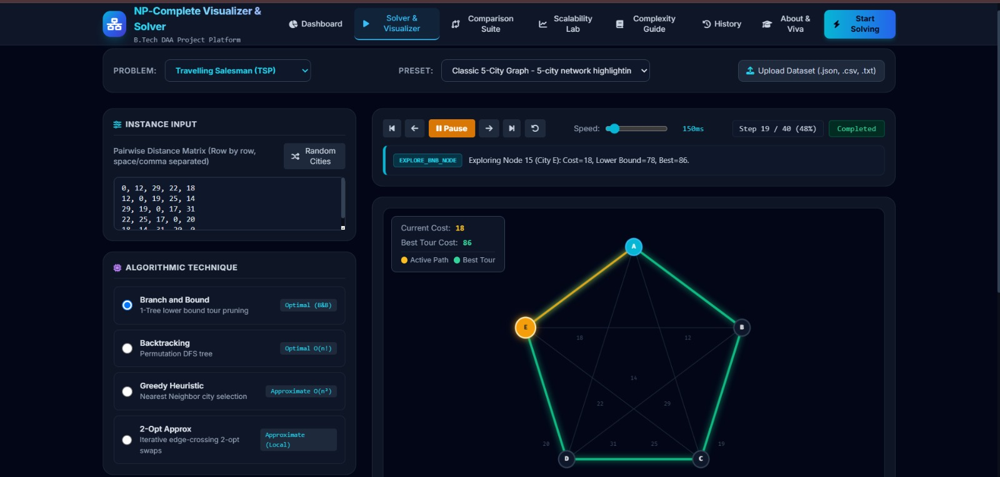 NP-Complete Visualizer &
Solver
B.Tech DAA Project Platform
Dashboard
Solver &
Visualizer
Comparison
Suite
Scalability
Lab
Complexity
Guide
History
About &
Viva
Start
Solving
PROBLEM:
Travelling Salesman (TSP)
PRESET:
Classic 5-City Graph - 5-city network highlightin
Upload Dataset (.json, .csv, .txt)
INSTANCE INPUT
Pairwise Distance Matrix (Row by row,
space/comma separated)
Random
Cities
0, 12, 29, 22, 18
12, 0, 19, 25, 14
29, 19, 0, 17, 31
22, 25, 17, 0, 20
18, 14, 31, 20, 0
ALGORITHMIC TECHNIQUE
Branch and Bound
1-Tree lower bound tour pruning
Optimal (B&B)
Backtracking
Permutation DFS tree
Optimal O(n!)
Greedy Heuristic
Nearest Neighbor city selection
Approximate O(n²)
2-Opt Approx
Iterative edge-crossing 2-opt
swaps
Approximate
(Local)
Pause
Speed:
150ms
Step 19 / 40 (48%)
Completed
EXPLORE_BNB_NODE
Exploring Node 15 (City E): Cost=18, Lower Bound=78, Best=86.
Current Cost: 18
Best Tour Cost: 86
Active Path
Best Tour
A
E
B
18
12
14
22
29
20
31
25
19
D
C